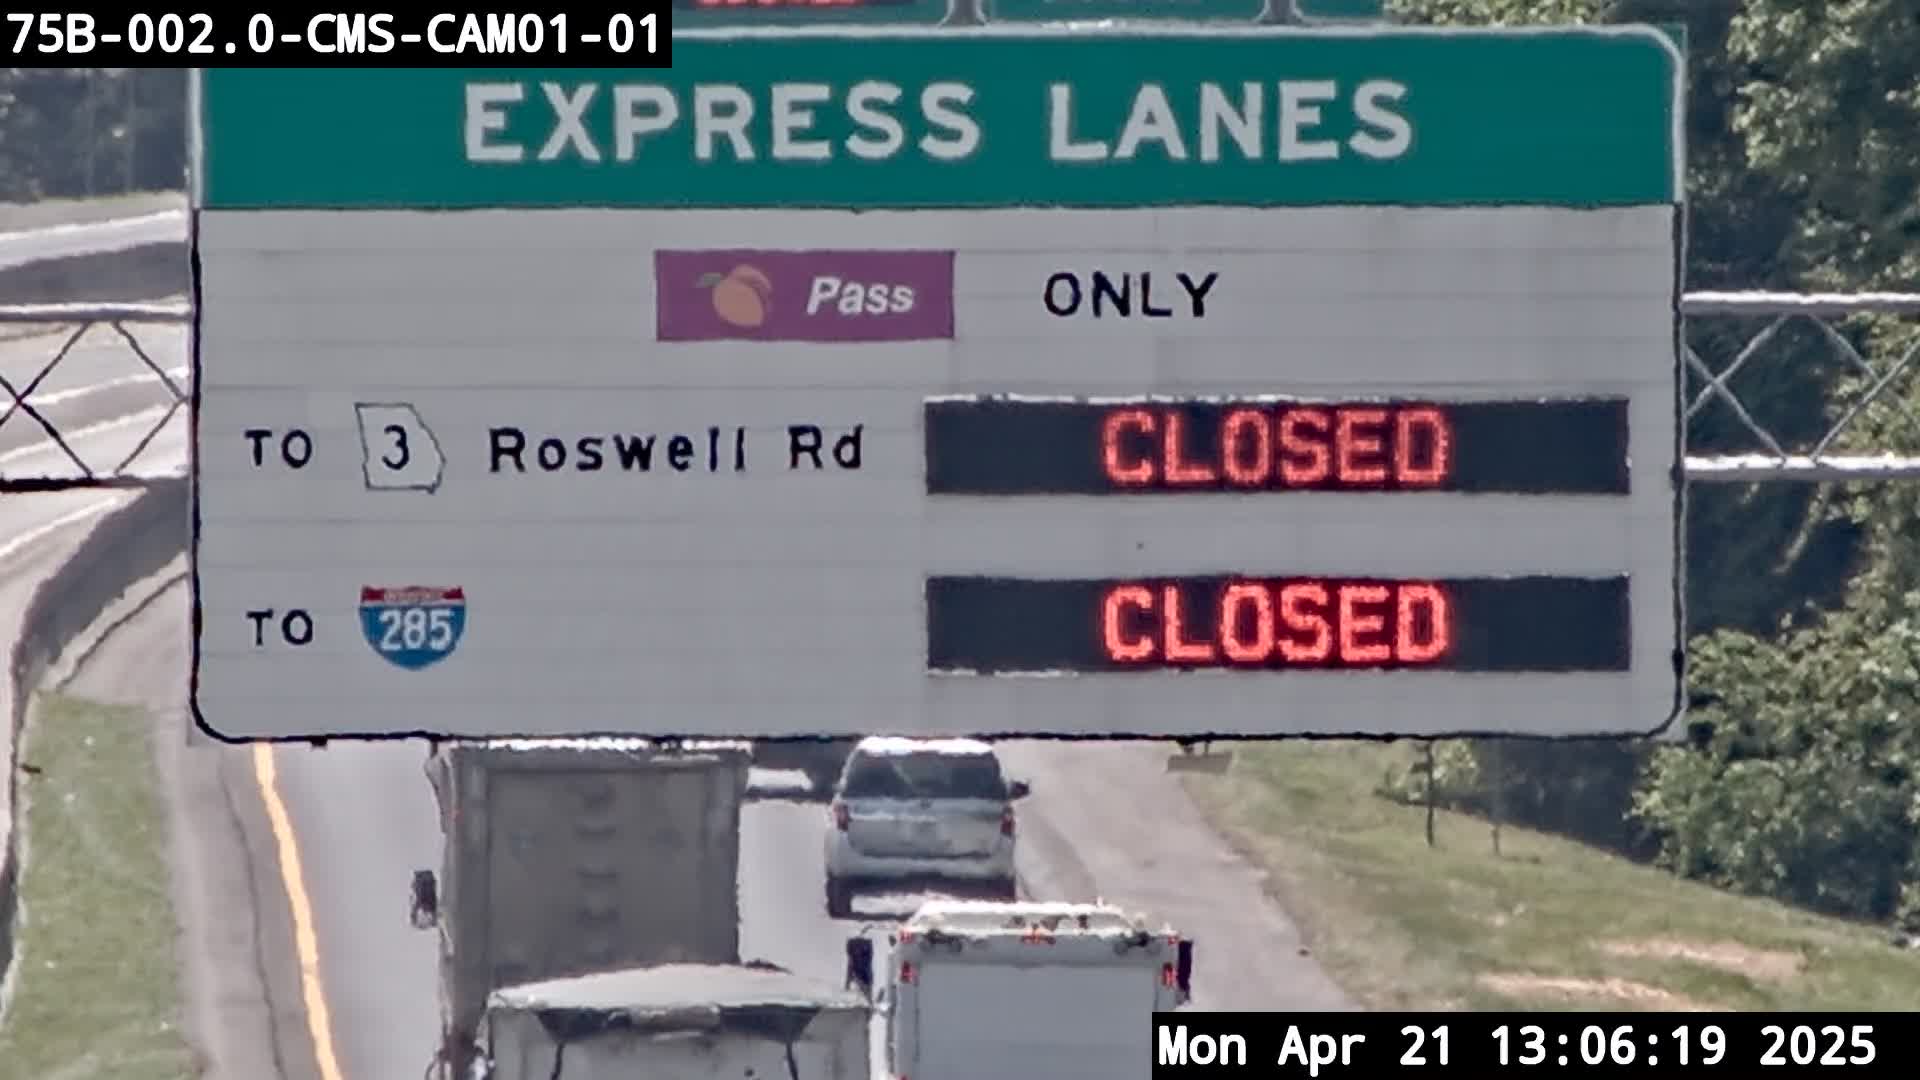 75B-002.0-CMS-CAM01-01
EXPRESS LANES
Pass ONLY
TO 3 Roswell Rd CLOSED
TO 285 CLOSED
Mon Apr 21 13:06:19 2025